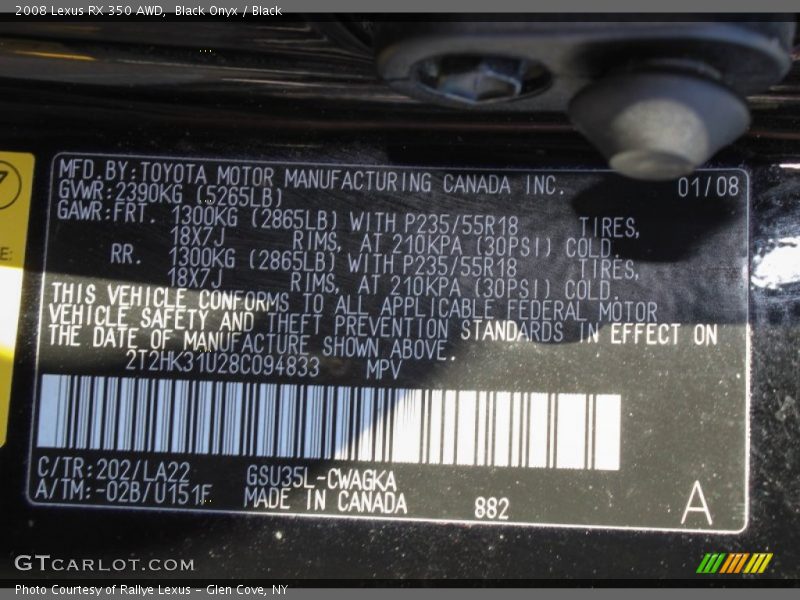 2008 Lexus RX 350 AWD, Black Onyx / Black
7
E:
MFD.BY:TOYOTA MOTOR MANUFACTURING CANADA INC. 01/08
GVWR:2390KG (5265LB)
GAWR:FRT. 1300KG (2865LB) WITH P235/55R18 TIRES,
18X7J RIMS, AT 210KPA (30PSI) COLD.
RR. 1300KG (2865LB) WITH P235/55R18 TIRES,
18X7J RIMS, AT 210KPA (30PSI) COLD.
THIS VEHICLE CONFORMS TO ALL APPLICABLE FEDERAL MOTOR
VEHICLE SAFETY AND THEFT PREVENTION STANDARDS IN EFFECT ON
THE DATE OF MANUFACTURE SHOWN ABOVE.
2T2HK31U28C094833 MPV
C/TR:202/LA22 GSU35L-CWAGKA
A/TM:-02B/U151F MADE IN CANADA 882 A
GTCARLOT.COM
Photo Courtesy of Rallye Lexus - Glen Cove, NY